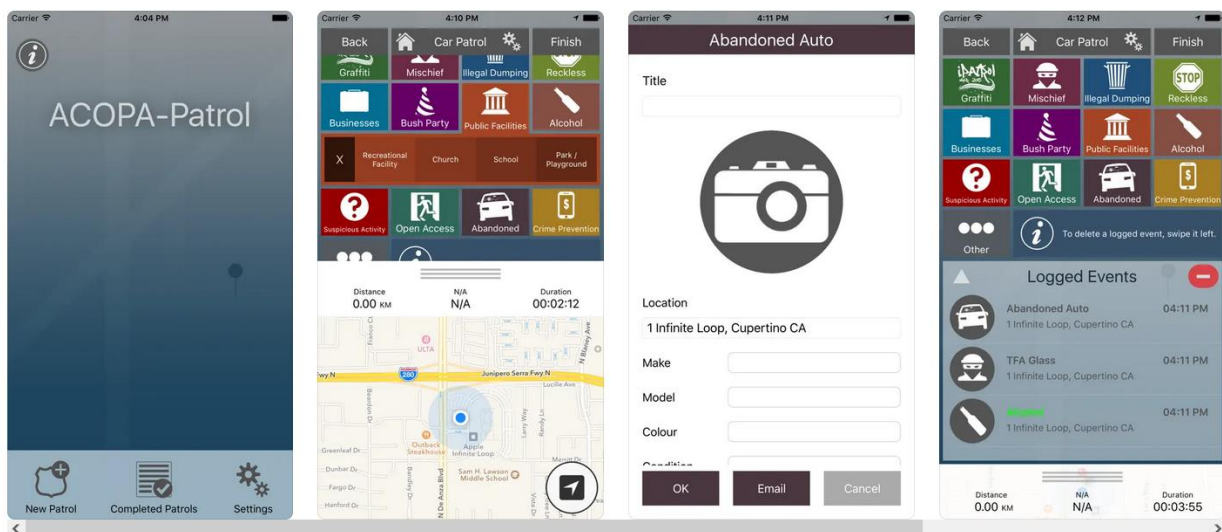 Carrier 4:04 PM
ACOPA-Patrol
New Patrol Completed Patrols Settings
Carrier 4:10 PM
Back Car Patrol Finish
Graffiti Mischief Illegal Dumping Reckless
Businesses Bush Party Public Facilities Alcohol
X Recreational Facility Church School Park / Playground
Suspicious Activity Open Access Abandoned Crime Prevention
Distance N/A Duration
0.00 KM N/A 00:02:12
ULTA
N Blaney Ave
280 Junipero Serra Fwy N
Lucille Ave
Larry Way
Randy Ln
Outback Steakhouse
Apple Infinite Loop
Greenleaf Dr
Merritt Dr
Dunbar Dr
Sam H. Lawson Middle School
Fargo Dr
Hanford Dr
N De Anza Blvd
Carrier 4:11 PM
Abandoned Auto
Title
Location
1 Infinite Loop, Cupertino CA
Make
Model
Colour
Condition
OK Email Cancel
Carrier 4:12 PM
Back Car Patrol Finish
Graffiti Mischief Illegal Dumping Reckless
STOP
Businesses Bush Party Public Facilities Alcohol
Suspicious Activity Open Access Abandoned Crime Prevention
Other To delete a logged event, swipe it left.
Logged Events
Abandoned Auto 04:11 PM
1 Infinite Loop, Cupertino CA
TFA Glass 04:11 PM
1 Infinite Loop, Cupertino CA
04:11 PM
1 Infinite Loop, Cupertino CA
Distance N/A Duration
0.00 KM N/A 00:03:55